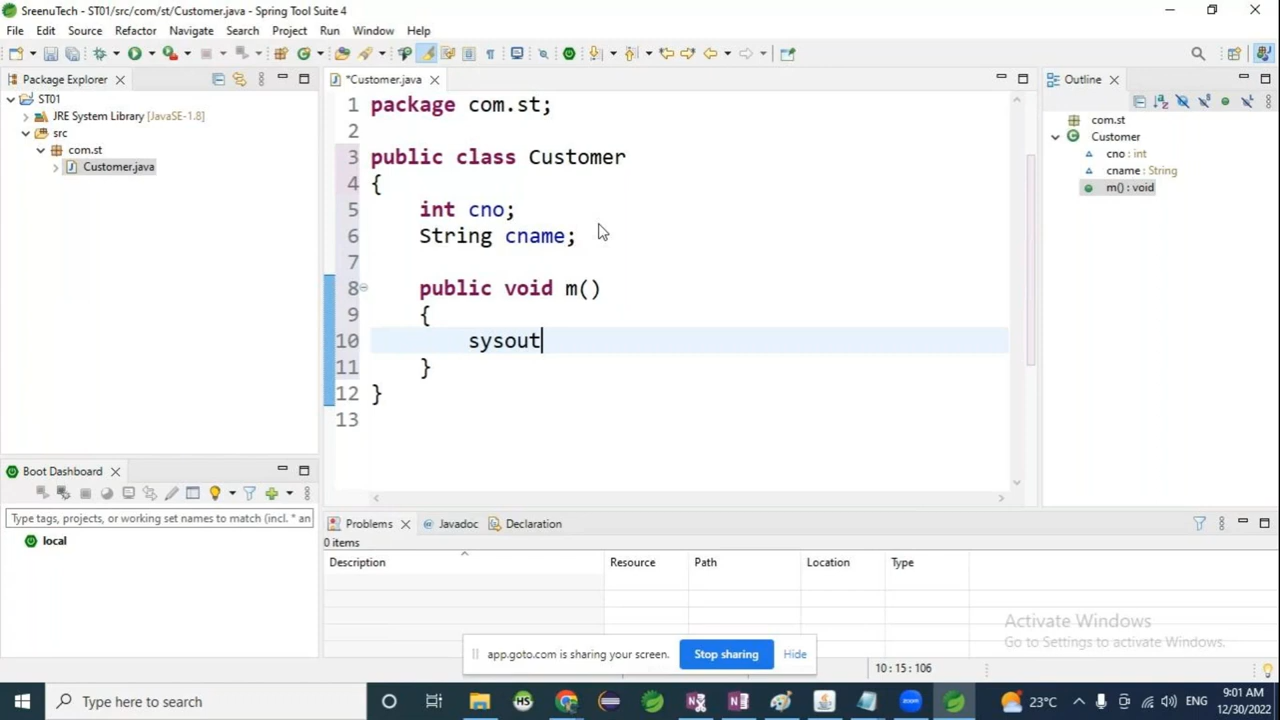 SreenuTech - ST01/src/com/st/Customer.java - Spring Tool Suite 4
File Edit Source Refactor Navigate Search Project Run Window Help
Package Explorer
ST01
JRE System Library [JavaSE-1.8]
src
com.st
Customer.java
*Customer.java
1 package com.st;
2
3 public class Customer
4 {
5 int cno;
6 String cname;
7
8 public void m()
9 {
10 sysout
11 }
12 }
13
Outline
com.st
Customer
cno : int
cname : String
m() : void
Boot Dashboard
Type tags, projects, or working set names to match (incl. * an
local
Problems Javadoc Declaration
0 items
Description Resource Path Location Type
Activate Windows
Go to Settings to activate Windows.
app.goto.com is sharing your screen. Stop sharing Hide
10 : 15 : 106
Type here to search
HS
N
zoom
23°C
ENG
9:01 AM
12/30/2022